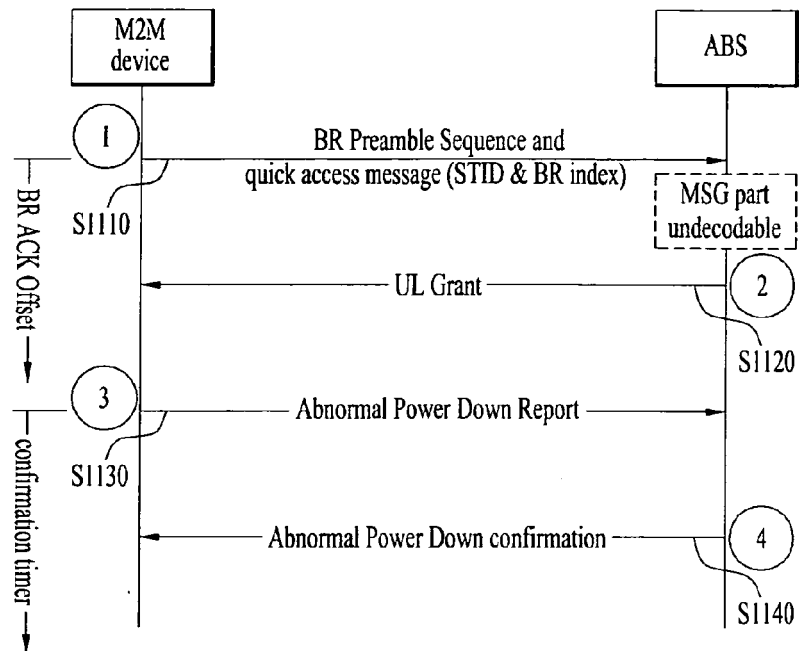 M2M
device
ABS
1
BR Preamble Sequence and
quick access message (STID & BR index)
S1110
MSG part
undecodable
BR ACK Offset
UL Grant
2
S1120
3
Abnormal Power Down Report
S1130
confirmation timer
Abnormal Power Down confirmation
4
S1140